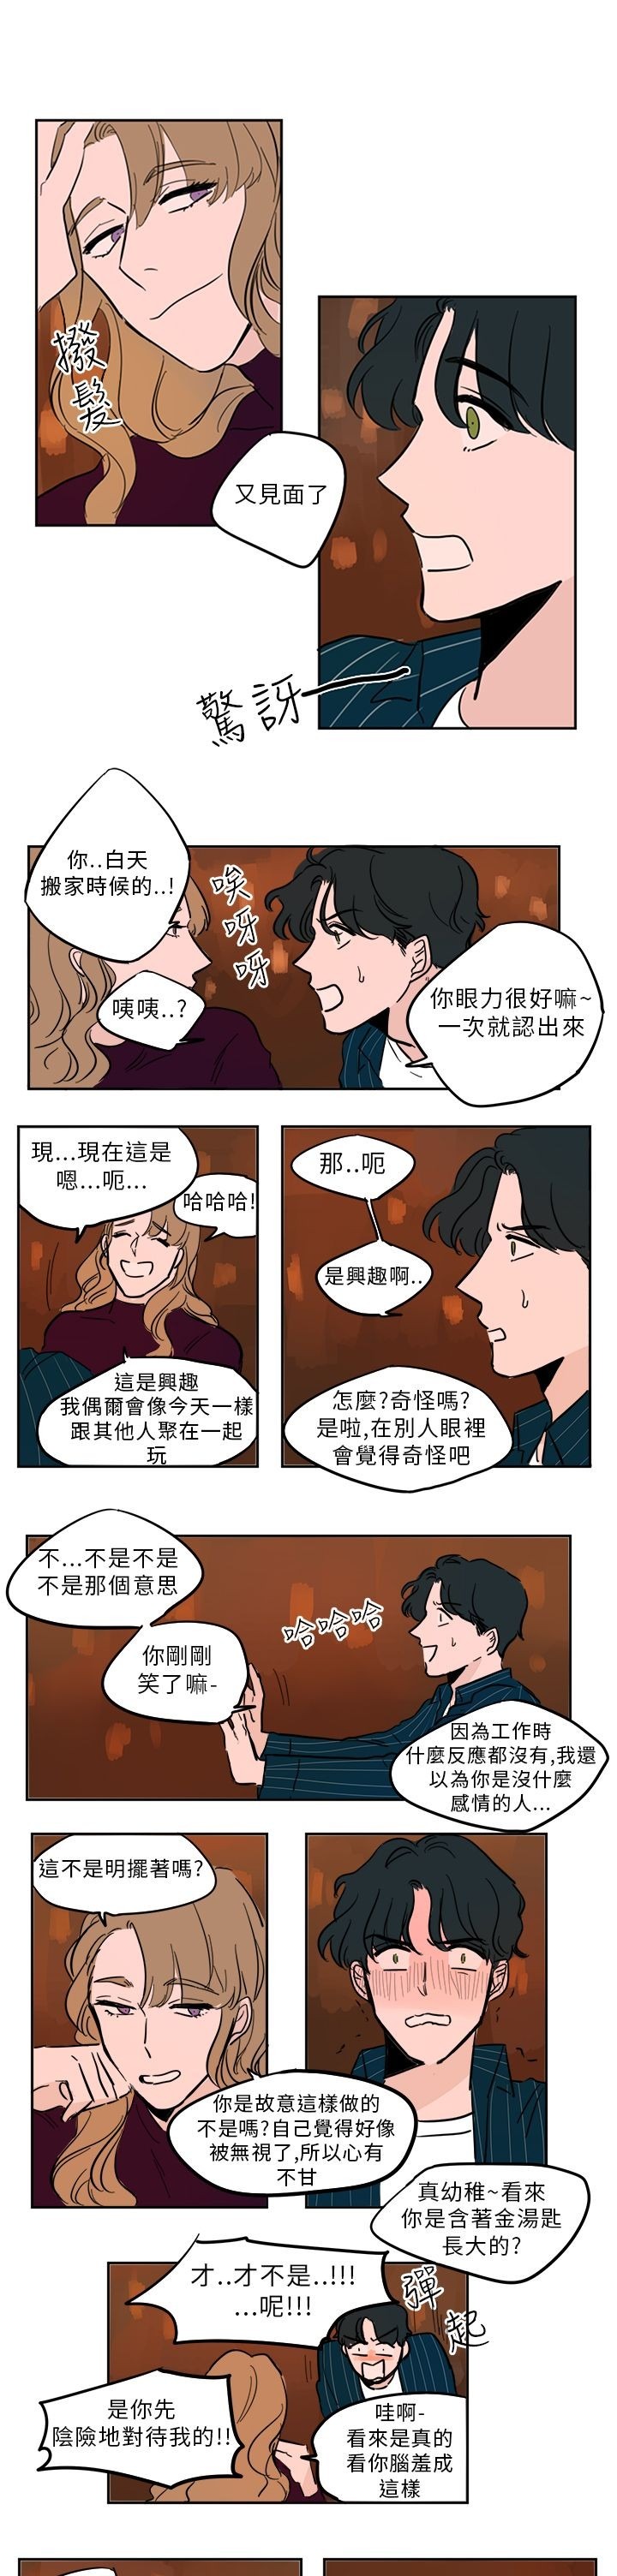 撥髮
又見面了
驚訝
你..白天
搬家時候的..!
唉呀呀
咦咦..?
你眼力很好嘛~
一次就認出來
現...現在這是
嗯...呃...
哈哈哈!
這是興趣
我偶爾會像今天一樣
跟其他人聚在一起
玩
那..呃
是興趣啊..
怎麼?奇怪嗎?
是啦,在別人眼裡
會覺得奇怪吧
不...不是不是
不是那個意思
你剛剛
笑了嘛-
哈哈哈
因為工作時
什麼反應都沒有,我還
以為你是沒什麼
感情的人...
這不是明擺著嗎?
你是故意這樣做的
不是嗎?自己覺得好像
被無視了,所以心有
不甘
真幼稚~看來
你是含著金湯匙
長大的?
才..才不是..!!!
...呢!!!
彈起
是你先
陰險地對待我的!!
哇啊-
看來是真的
看你腦羞成
這樣